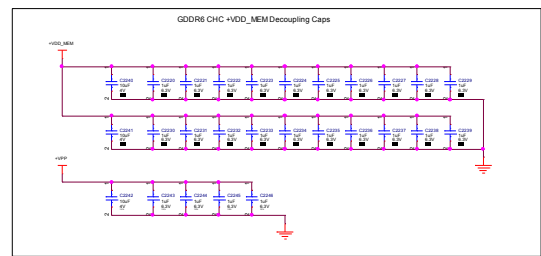 GDDR6 CHC +VDD_MEM Decoupling Caps
+VDD_MEM
C2240 C2220 C2221 C2222 C2223 C2224 C2225 C2226 C2227 C2228 C2229
10uF 1uF 1uF 1uF 1uF 1uF 1uF 1uF 1uF 1uF 1uF
4V 6.3V 6.3V 6.3V 6.3V 6.3V 6.3V 6.3V 6.3V 6.3V 6.3V
C2241 C2230 C2231 C2232 C2233 C2234 C2235 C2236 C2237 C2238 C2239
10uF 1uF 1uF 1uF 1uF 1uF 1uF 1uF 1uF 1uF 1uF
4V 6.3V 6.3V 6.3V 6.3V 6.3V 6.3V 6.3V 6.3V 6.3V 6.3V
+VPP
C2242 C2243 C2244 C2245 C2246
10uF 1uF 1uF 1uF 1uF
4V 6.3V 6.3V 6.3V 6.3V